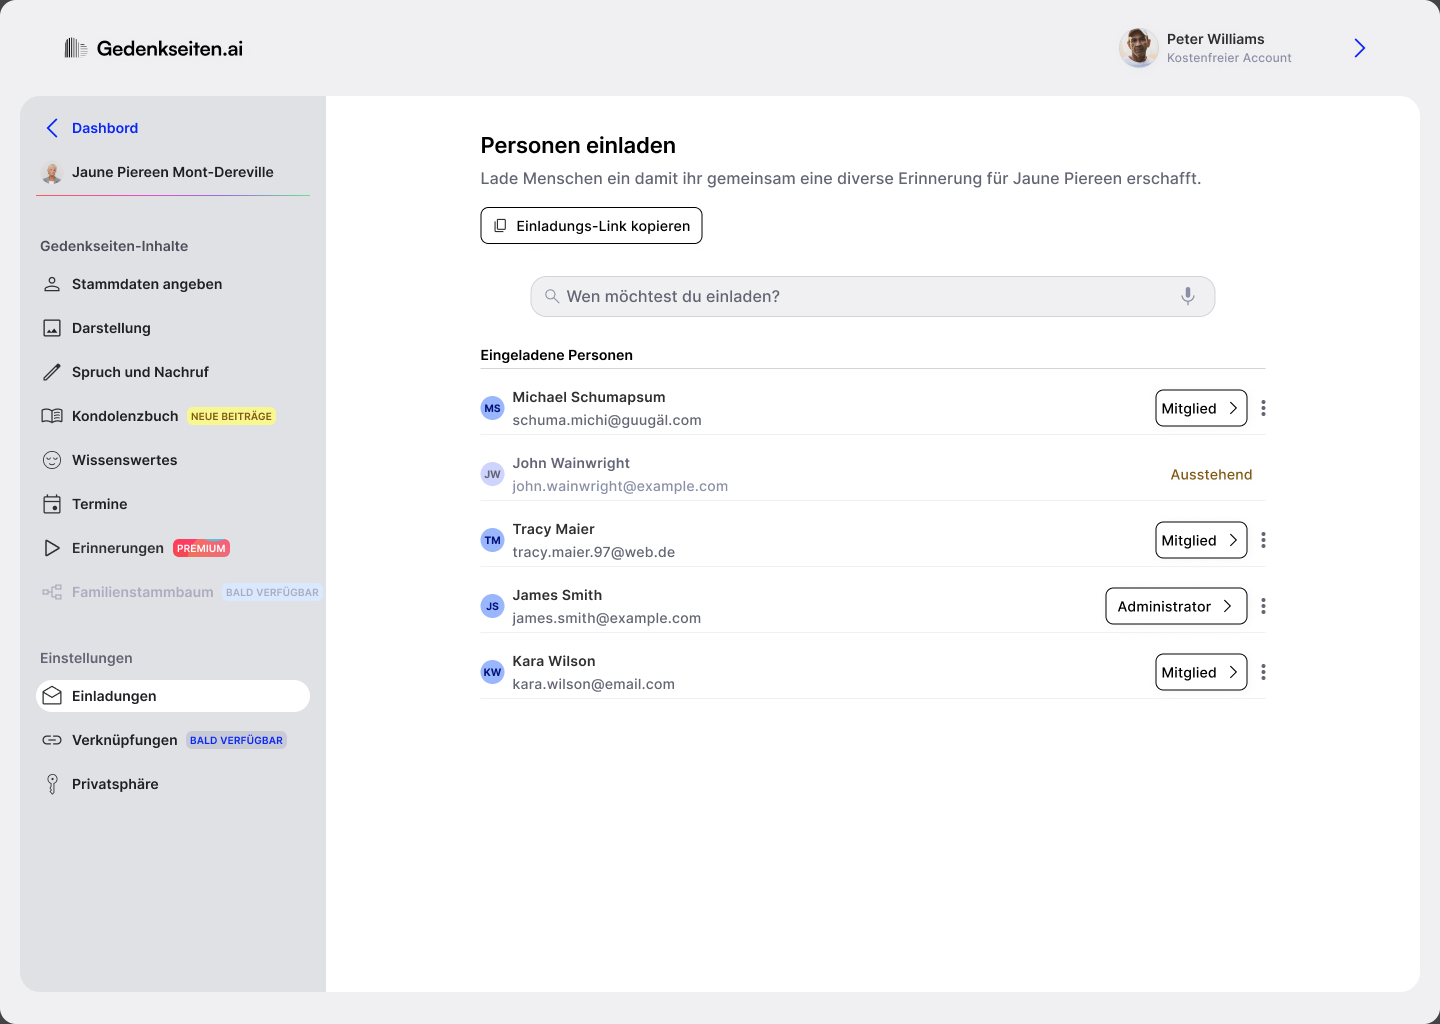 Gedenkseiten.ai
Peter Williams
Kostenfreier Account
Dashbord
Jaune Piereen Mont-Dereville
Gedenkseiten-Inhalte
Stammdaten angeben
Darstellung
Spruch und Nachruf
Kondolenzbuch NEUE BEITRÄGE
Wissenswertes
Termine
Erinnerungen PREMIUM
Familienstammbaum BALD VERFÜGBAR
Einstellungen
Einladungen
Verknüpfungen BALD VERFÜGBAR
Privatsphäre
Personen einladen
Lade Menschen ein damit ihr gemeinsam eine diverse Erinnerung für Jaune Piereen erschafft.
Einladungs-Link kopieren
Wen möchtest du einladen?
Eingeladene Personen
MS Michael Schumapsum
schuma.michi@guugäl.com
Mitglied
JW John Wainwright
john.wainwright@example.com
Ausstehend
TM Tracy Maier
tracy.maier.97@web.de
Mitglied
JS James Smith
james.smith@example.com
Administrator
KW Kara Wilson
kara.wilson@email.com
Mitglied